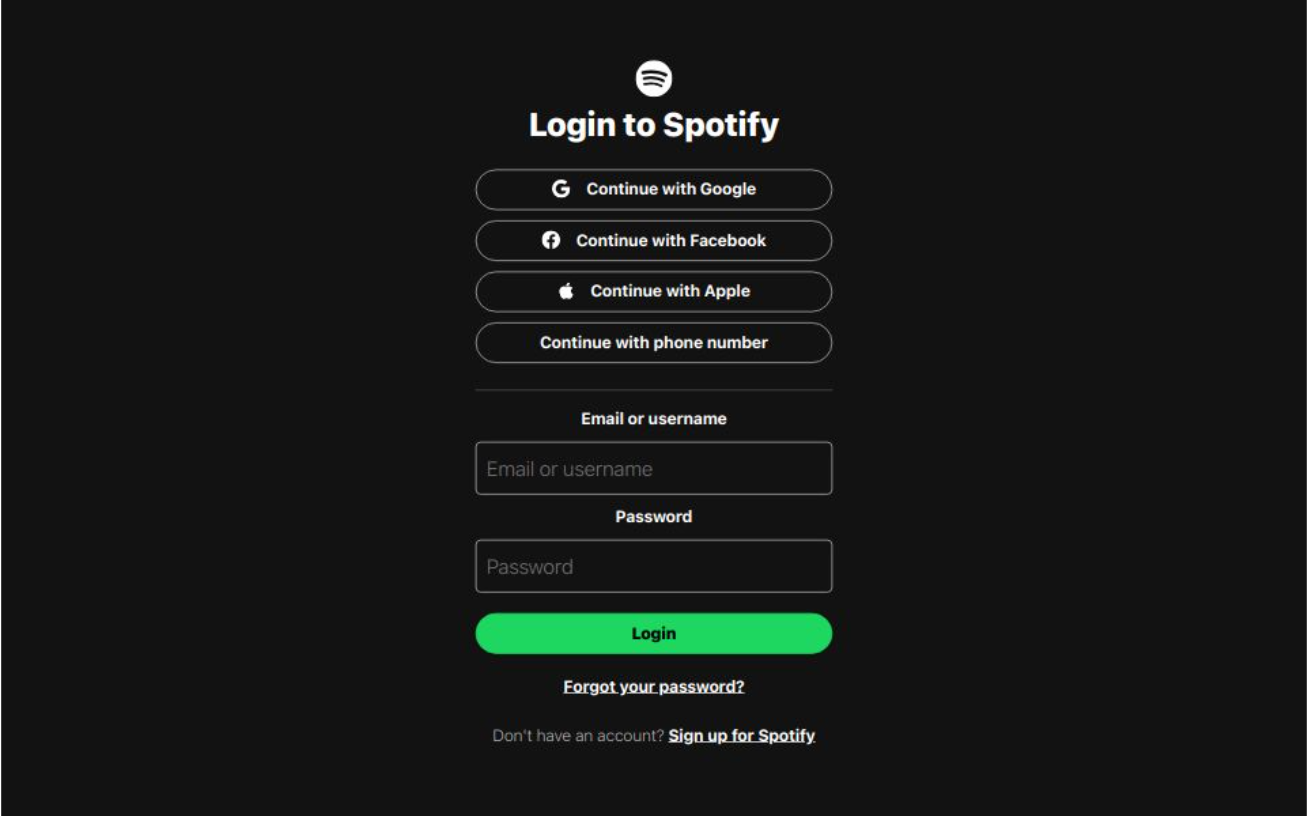 Login to Spotify
Continue with Google
Continue with Facebook
Continue with Apple
Continue with phone number
Email or username
Email or username
Password
Password
Login
Forgot your password?
Don't have an account? Sign up for Spotify